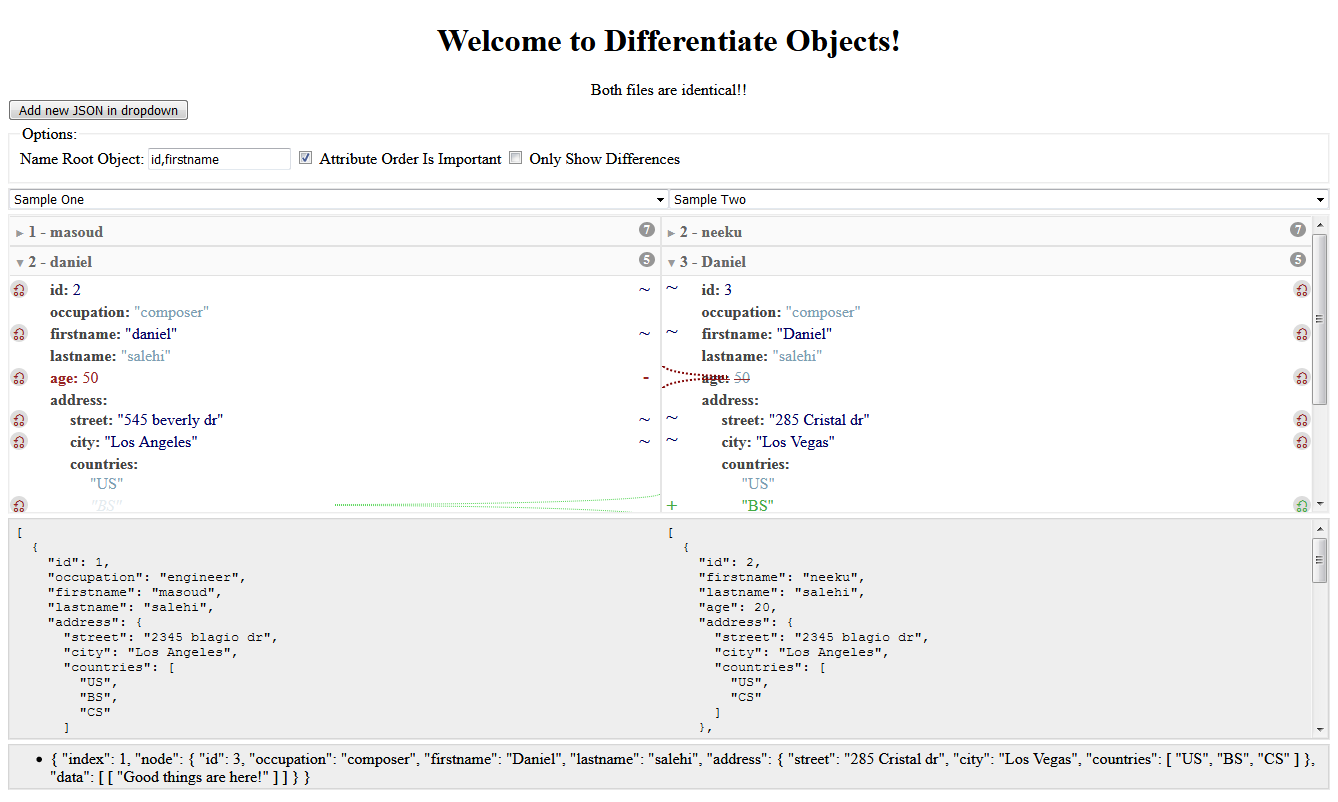 Welcome to Differentiate Objects!
Both files are identical!!
Add new JSON in dropdown
Options:
Name Root Object: id,firstname Attribute Order Is Important Only Show Differences
Sample One
Sample Two
1 - masoud 7
2 - neeku 7
2 - daniel 5
3 - Daniel 5
id: 2 ~
~ id: 3
occupation: "composer"
occupation: "composer"
firstname: "daniel" ~
~ firstname: "Daniel"
lastname: "salehi"
lastname: "salehi"
age: 50 -
age: 50
address:
address:
street: "545 beverly dr" ~
~ street: "285 Cristal dr"
city: "Los Angeles" ~
~ city: "Los Vegas"
countries:
countries:
"US"
"US"
"BS"
+ "BS"
[
{
"id": 1,
"occupation": "engineer",
"firstname": "masoud",
"lastname": "salehi",
"address": {
"street": "2345 blagio dr",
"city": "Los Angeles",
"countries": [
"US",
"BS",
"CS"
]
[
{
"id": 2,
"firstname": "neeku",
"lastname": "salehi",
"age": 20,
"address": {
"street": "2345 blagio dr",
"city": "Los Angeles",
"countries": [
"US",
"CS"
]
},
• { "index": 1, "node": { "id": 3, "occupation": "composer", "firstname": "Daniel", "lastname": "salehi", "address": { "street": "285 Cristal dr", "city": "Los Vegas", "countries": [ "US", "BS", "CS" ] },
"data": [ [ "Good things are here!" ] ] } }